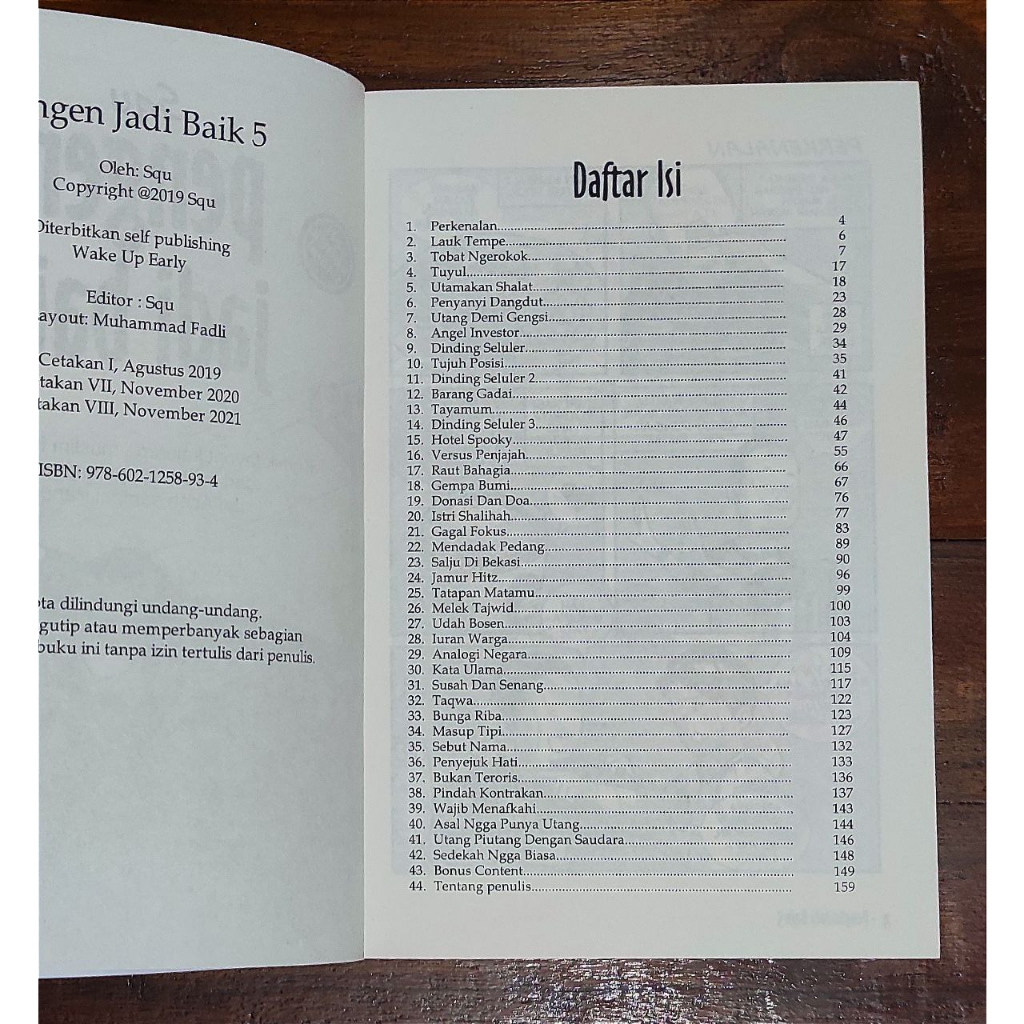 ngen Jadi Baik 5
Oleh: Squ
Copyright @2019 Squ
Diterbitkan self publishing
Wake Up Early
Editor : Squ
ayout: Muhammad Fadli
Cetakan I, Agustus 2019
takan VII, November 2020
takan VIII, November 2021
ISBN: 978-602-1258-93-4
pta dilindungi undang-undang.
gutip atau memperbanyak sebagian
buku ini tanpa izin tertulis dari penulis.
Daftar Isi
1. Perkenalan 4
2. Lauk Tempe 6
3. Tobat Ngerokok 7
4. Tuyul 17
5. Utamakan Shalat 18
6. Penyanyi Dangdut 23
7. Utang Demi Gengsi 28
8. Angel Investor 29
9. Dinding Seluler 34
10. Tujuh Posisi 35
11. Dinding Seluler 2 41
12. Barang Gadai 42
13. Tayamum 44
14. Dinding Seluler 3 46
15. Hotel Spooky 47
16. Versus Penjajah 55
17. Raut Bahagia 66
18. Gempa Bumi 67
19. Donasi Dan Doa 76
20. Istri Shalihah 77
21. Gagal Fokus 83
22. Mendadak Pedang 89
23. Salju Di Bekasi 90
24. Jamur Hitz 96
25. Tatapan Matamu 99
26. Melek Tajwid 100
27. Udah Bosen 103
28. Iuran Warga 104
29. Analogi Negara 109
30. Kata Ulama 115
31. Susah Dan Senang 117
32. Taqwa 122
33. Bunga Riba 123
34. Masup Tipi 127
35. Sebut Nama 132
36. Penyejuk Hati 133
37. Bukan Teroris 136
38. Pindah Kontrakan 137
39. Wajib Menafkahi 143
40. Asal Ngga Punya Utang 144
41. Utang Piutang Dengan Saudara 146
42. Sedekah Ngga Biasa 148
43. Bonus Content 149
44. Tentang penulis 159